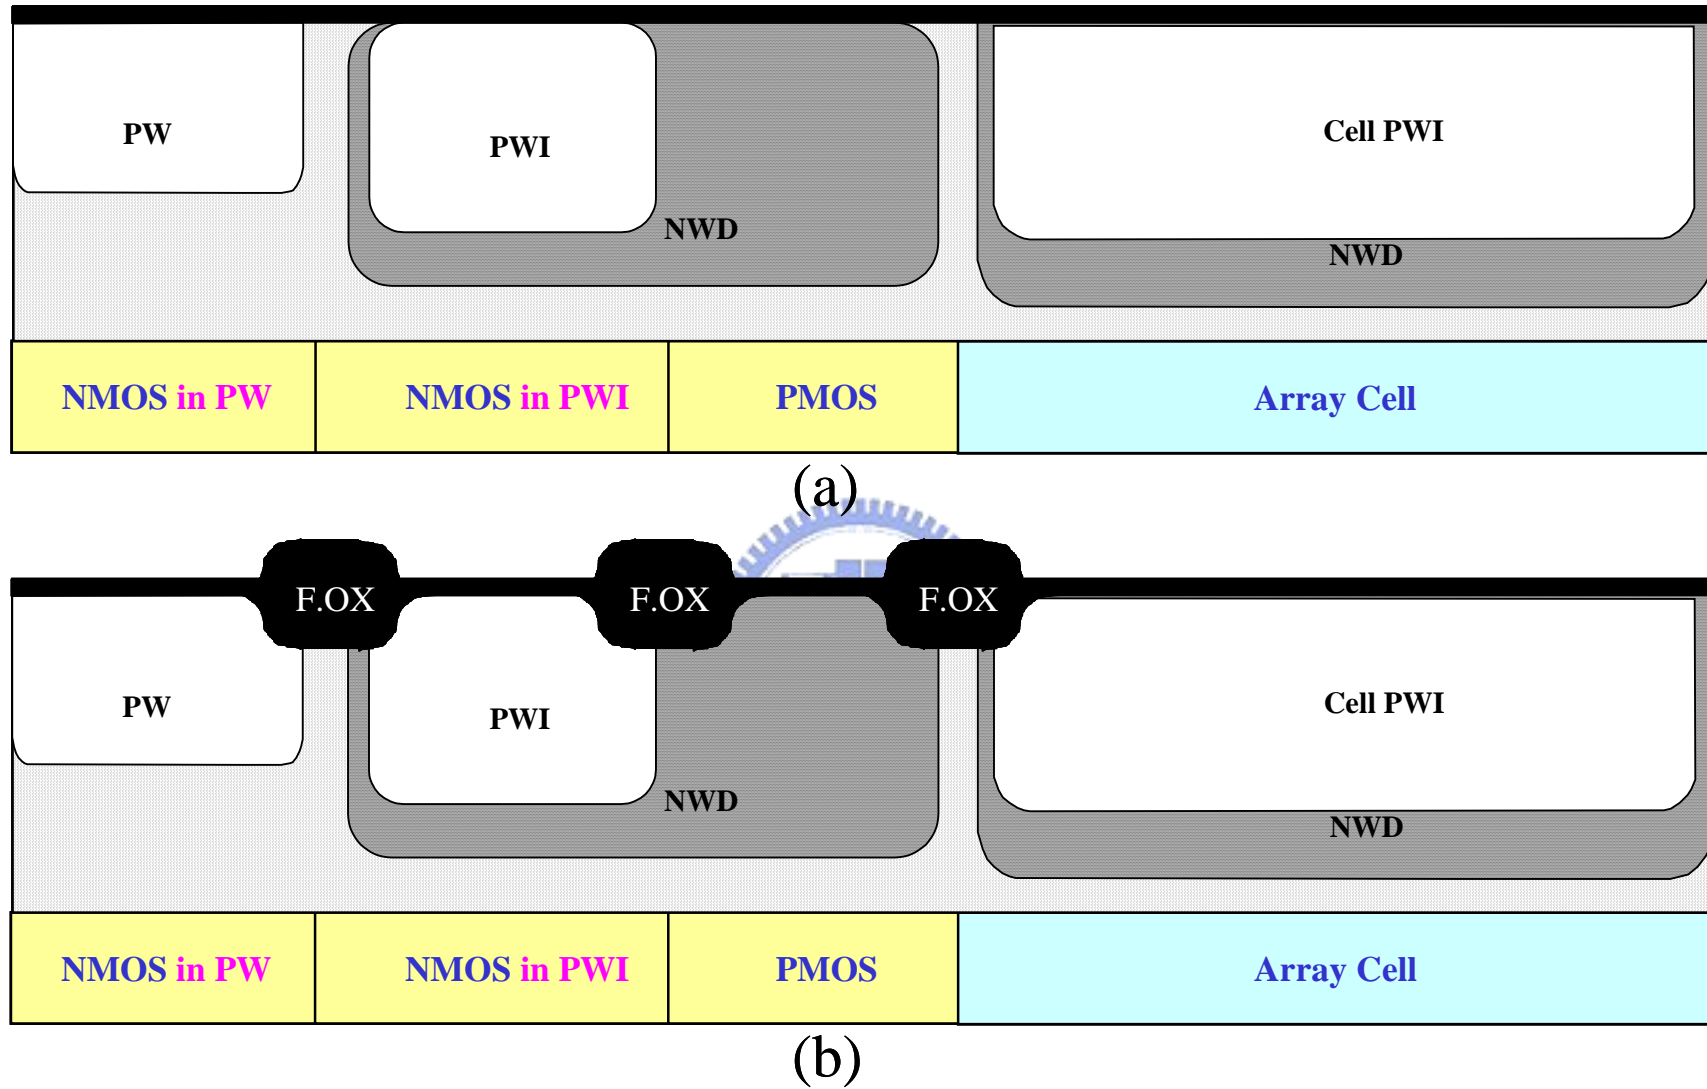 PW
PWI
Cell PWI
NWD
NWD
NMOS in PW
NMOS in PWI
PMOS
Array Cell
(a)
F.OX
F.OX
F.OX
PW
PWI
Cell PWI
NWD
NWD
NMOS in PW
NMOS in PWI
PMOS
Array Cell
(b)